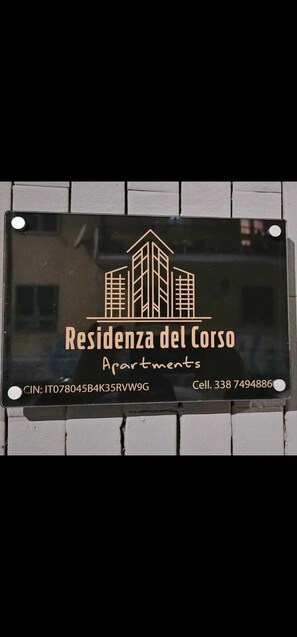 Residenza del Corso
Apartments
CIN: IT078045B4K35RVW9G
Cell. 338 7494886